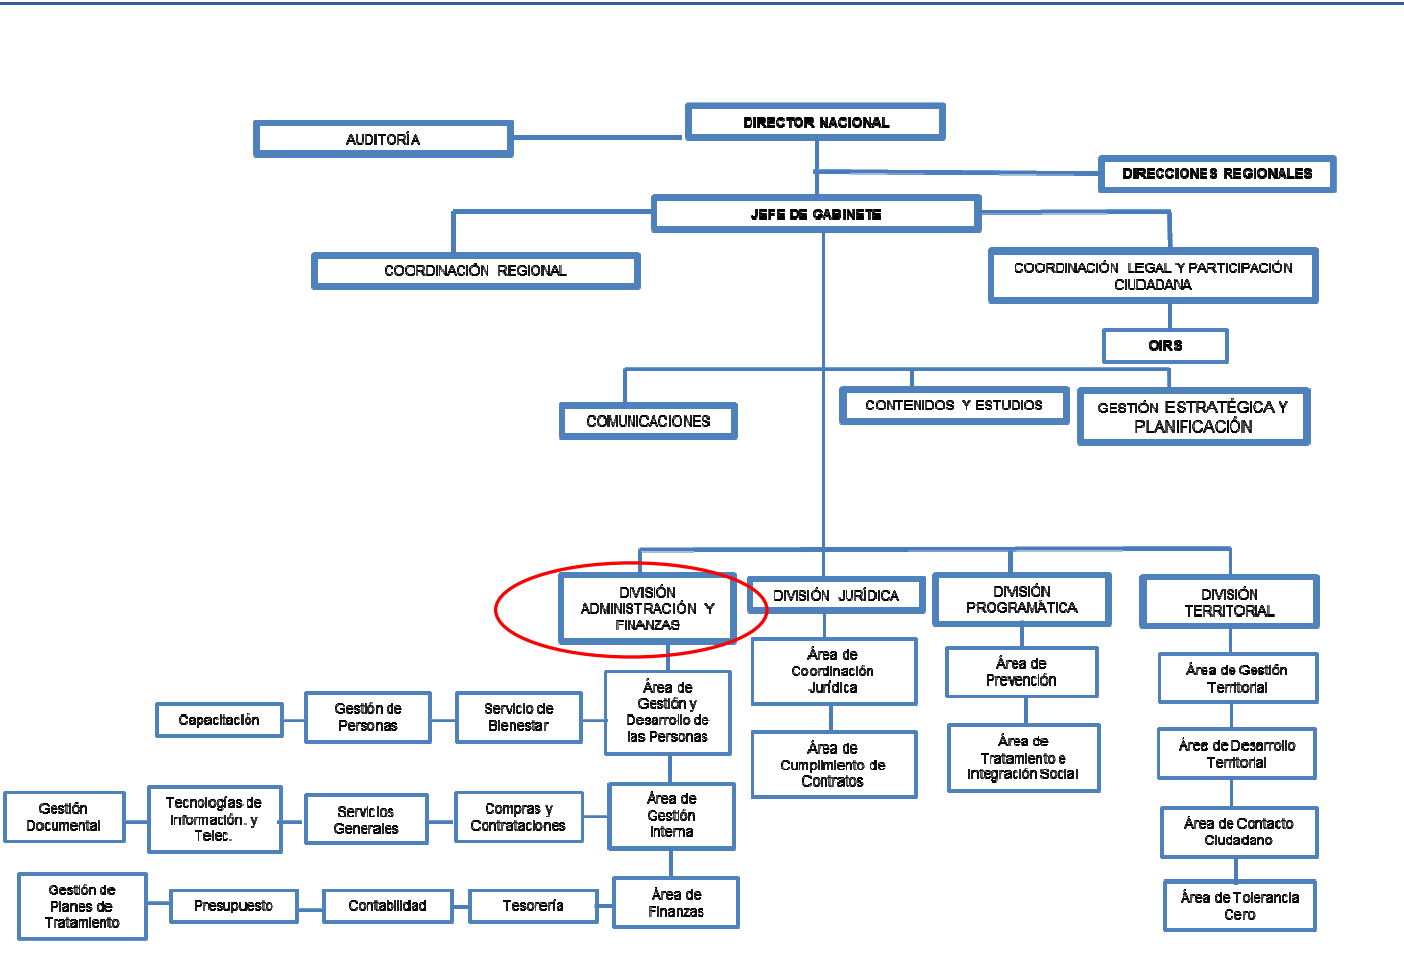 DIRECTOR NACIONAL
AUDITORÍA
DIRECCIONES REGIONALES
JEFE DE GABINETE
COORDINACIÓN REGIONAL
COORDINACIÓN LEGAL Y PARTICIPACIÓN
CIUDADANA
OIRS
COMUNICACIONES
CONTENIDOS Y ESTUDIOS
GESTIÓN ESTRATÉGICA Y
PLANIFICACIÓN
DIVISIÓN
ADMINISTRACIÓN Y
FINANZAS
DIVISIÓN JURÍDICA
DIVISIÓN
PROGRAMÁTICA
DIVISIÓN
TERRITORIAL
Área de
Coordinación
Jurídica
Área de
Prevención
Área de Gestión
Territorial
Capacitación
Gestión de
Personas
Servicio de
Bienestar
Área de
Gestión y
Desarrollo de
las Personas
Área de
Cumplimiento de
Contratos
Área de
Tratamiento e
Integración Social
Área de Desarrollo
Territorial
Gestión
Documental
Tecnologías de
Información. y
Telec.
Servicios
Generales
Compras y
Contrataciones
Área de
Gestión
Interna
Área de Contacto
Ciudadano
Gestión de
Planes de
Tratamiento
Presupuesto
Contabilidad
Tesorería
Área de
Finanzas
Área de Tolerancia
Cero